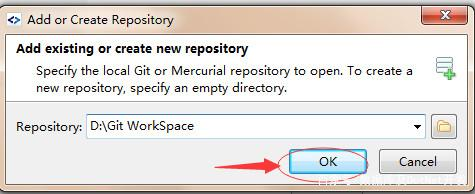 Add or Create Repository
Add existing or create new repository
Specify the local Git or Mercurial repository to open. To create
a new repository, specify an empty directory.
Repository: D:\Git WorkSpace
OK Cancel